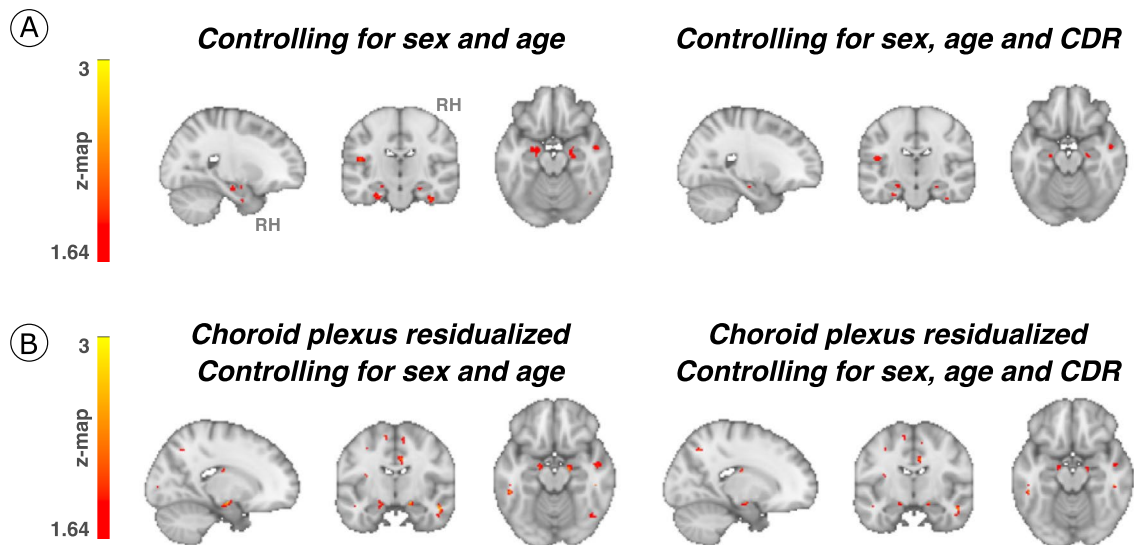 A
Controlling for sex and age
Controlling for sex, age and CDR
3
z-map
1.64
RH
RH
B
Choroid plexus residualized
Controlling for sex and age
Choroid plexus residualized
Controlling for sex, age and CDR
3
z-map
1.64